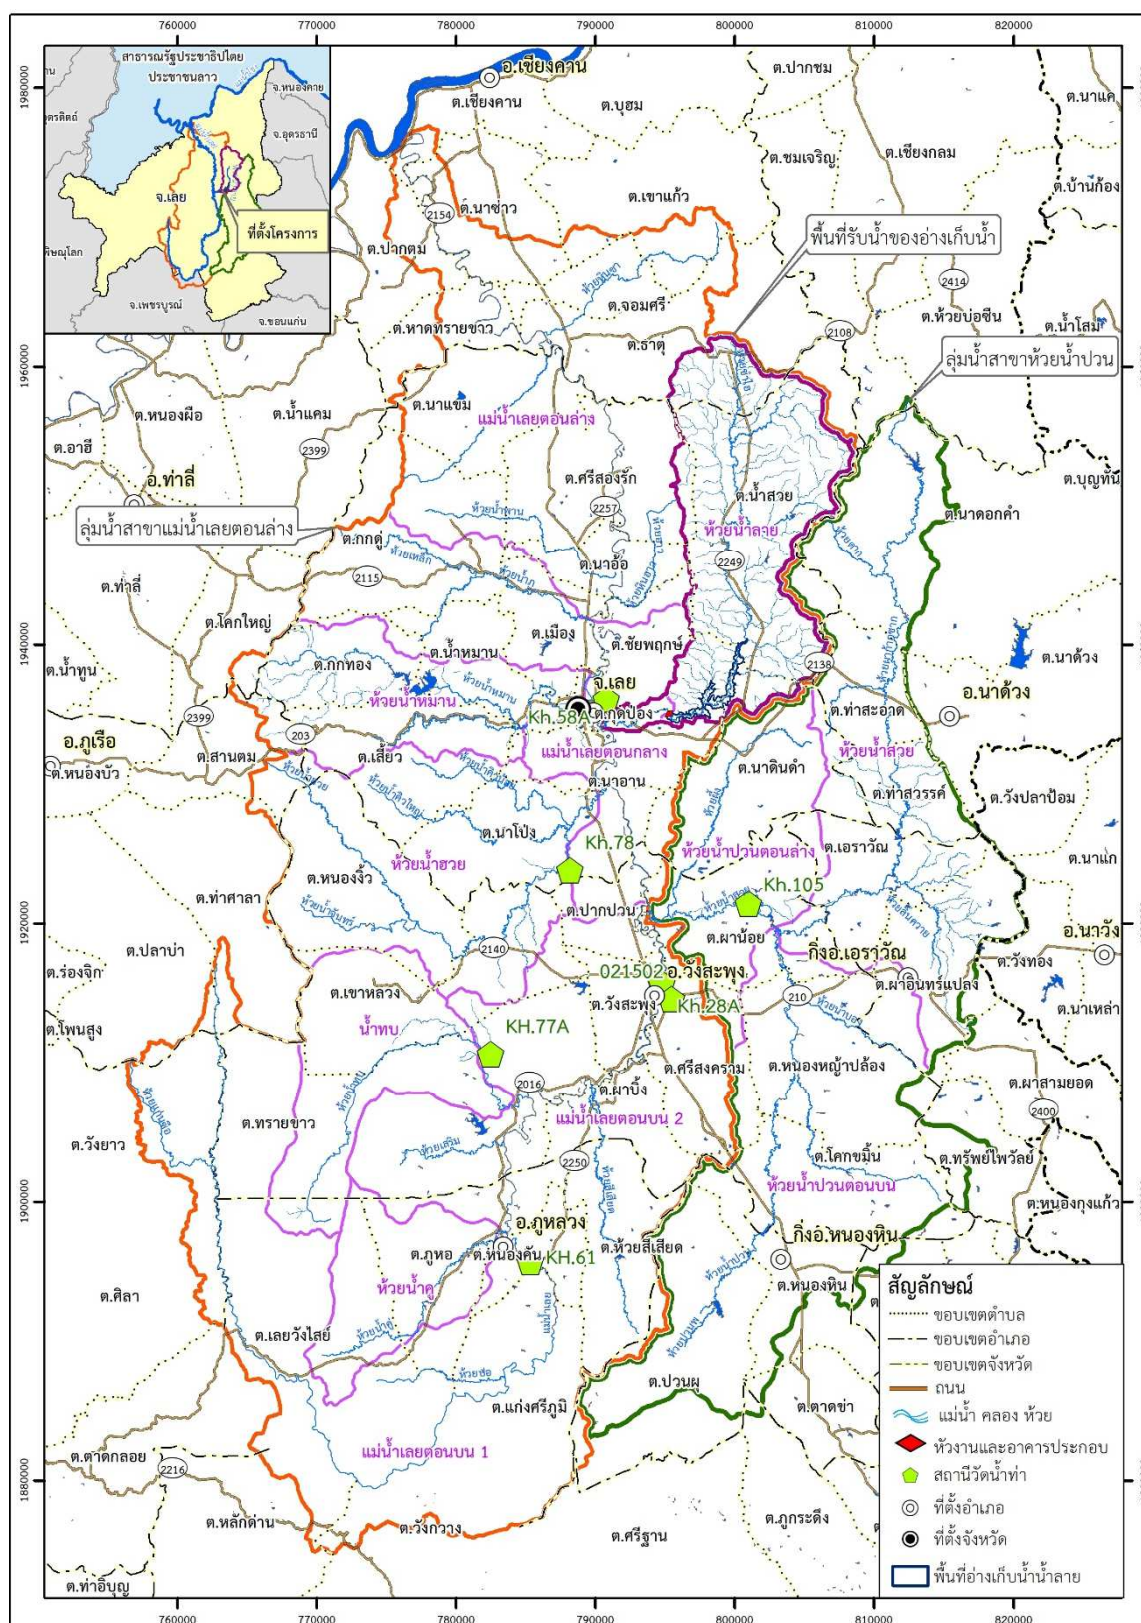 760000
770000
780000
790000
800000
810000
820000
สาธารณรัฐประชาธิปไตย
ประชาชนลาว
จ.หนองคาย
อุตรดิตถ์
จ.อุดรธานี
จ.เลย
ที่ตั้งโครงการ
พิษณุโลก
จ.เพชรบูรณ์
จ.ขอนแก่น
1980000
อ.เชียงคาน
ต.ปากชม
ต.เชียงคาน
ต.บุฮม
ต.นาแค
ต.ชมเจริญ
ต.เชียงกลม
ต.บ้านก้อง
ต.เขาแก้ว
ต.นาซ่าว
2154
พื้นที่รับน้ำของอ่างเก็บน้ำ
ต.ปากตม
2414
ต.จอมศรี
ต.หาดทรายขาว
ต.ห้วยบ่อซืน
ต.น้ำโสม
ต.ธาตุ
2108
ลุ่มน้ำสาขาห้วยน้ำปวน
1960000
ต.นาแขม
ต.น้ำแคม
ต.หนองผือ
แม่น้ำเลยตอนล่าง
ต.อาฮี
2399
ต.บุญทัน
อ.ท่าลี่
ต.ศรีสองรัก
ต.น้ำสวย
2257
ต.นาดอกคำ
ลุ่มน้ำสาขาแม่น้ำเลยตอนล่าง
ห้วยน้ำลาย
ต.กกดู่
2249
ห้วยน้ำภู
ต.นาอ้อ
ต.ท่าลี่
2115
ต.โคกใหญ่
ต.เมือง
ต.ชัยพฤกษ์
1940000
ต.น้ำทูน
ต.กกทอง
ต.น้ำหมาน
ต.นาด้วง
2138
จ.เลย
อ.นาด้วง
ห้วยน้ำหมาน
ห้วยน้ำหมาน
Kh.58A
ต.กุดป่อง
ต.ท่าสะอาด
2399
203
แม่น้ำเลยตอนกลาง
ห้วยน้ำสวย
อ.ภูเรือ
ต.สานตม
ต.เสี้ยว
ต.หนองบัว
ต.นาอาน
ต.นาดินดำ
ต.ท่าสวรรค์
ต.วังปลาป้อม
ต.นาโป่ง
Kh.78
ห้วยน้ำปวนตอนล่าง
ต.เอราวัณ
ห้วยน้ำฮวย
ต.นาแก
ต.หนองงิ้ว
Kh.105
ต.ท่าศาลา
ห้วยน้ำสวย
1920000
ต.ปากปวน
ต.ผาน้อย
อ.นาวัง
ต.ปลาบ่า
2140
กิ่งอ.เอราวัณ
ต.ร่องจิก
021502
อ.วังสะพุง
ต.วังทอง
ต.เขาหลวง
ต.วังสะพุง
Kh.28A
210
ต.ผาอินทร์แปลง
ต.นาเหล่า
ต.โพนสูง
น้ำทบ
KH.77A
ต.ศรีสงคราม
ต.หนองหญ้าปล้อง
2016
ต.ผาบิ้ง
ต.ผาสามยอด
2400
ต.ทรายขาว
แม่น้ำเลยตอนบน 2
ต.วังยาว
ห้วยเสริม
2250
ต.โคกขมิ้น
ต.ทรัพย์ไพวัลย์
ห้วยน้ำปวนตอนบน
ต.หนองกุงแก้ว
1900000
อ.ภูหลวง
กิ่งอ.หนองหิน
ต.ห้วยสีเสียด
ต.ภูหอ
ต.หนองคัน
KH.61
ต.หนองหิน
ห้วยน้ำคู
ต.ศิลา
ต.เลยวังไสย์
ต.ปวนผุ
ต.แก่งศรีภูมิ
ต.ตาดข่า
แม่น้ำเลยตอนบน 1
ต.ตาดกลอย
2216
1880000
ต.หลักด่าน
ต.วังกวาง
ต.ศรีฐาน
ต.ภูกระดึง
ต.ท่าอิบุญ
สัญลักษณ์
ขอบเขตตำบล
ขอบเขตอำเภอ
ขอบเขตจังหวัด
ถนน
แม่น้ำ คลอง ห้วย
หัวงานและอาคารประกอบ
สถานีวัดน้ำท่า
ที่ตั้งอำเภอ
ที่ตั้งจังหวัด
พื้นที่อ่างเก็บน้ำน้ำลาย
760000
770000
780000
790000
800000
810000
820000